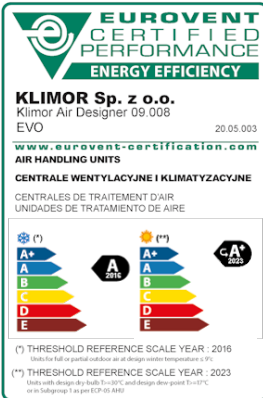 EUROVENT
CERTIFIED
PERFORMANCE
ENERGY EFFICIENCY
KLIMOR Sp. z o.o.
Klimor Air Designer 09.008
EVO 20.05.003
www.eurovent-certification.com
AIR HANDLING UNITS
CENTRALE WENTYLACYJNE I KLIMATYZACYJNE
CENTRALES DE TRAITEMENT D'AIR
UNIDADES DE TRATAMIENTO DE AIRE
(*) (**)
A+ A+
A A
B B
C C
D D
E E
A
2016
A+
2023
(*) THRESHOLD REFERENCE SCALE YEAR : 2016
Units for full or partial outdoor air at design winter temperature ≤ 9°c
(**) THRESHOLD REFERENCE SCALE YEAR : 2023
Units with design dry-bulb T>=30°C and design dew-point T>=17°C
or in Subgroup 1 as per ECP-05 AHU